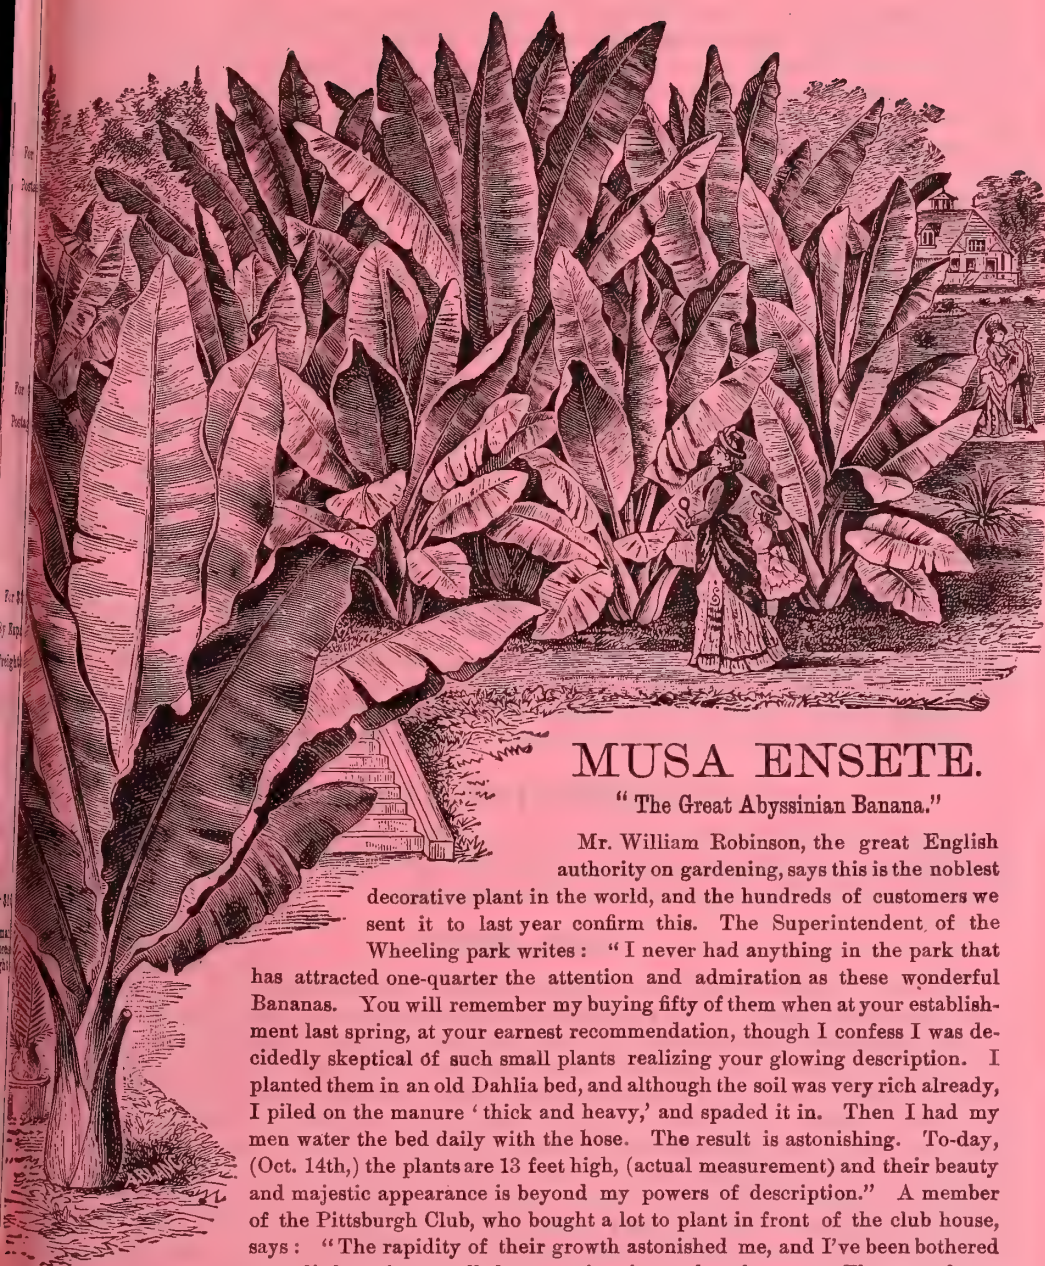 MUSA ENSETE.
“ The Great Abyssinian Banana.”
Mr. William Robinson, the great English
authority on gardening, says this is the noblest
decorative plant in the world, and the hundreds of customers we
sent it to last year confirm this. The Superintendent of the
Wheeling park writes : “ I never had anything in the park that
has attracted one-quarter the attention and admiration as these wonderful
Bananas. You will remember my buying fifty of them when at your establish-
ment last spring, at your earnest recommendation, though I confess I was de-
cidedly skeptical of such small plants realizing your glowing description. I
planted them in an old Dahlia bed, and although the soil was very rich already,
I piled on the manure ‘ thick and heavy,’ and spaded it in. Then I had my
men water the bed daily with the hose. The result is astonishing. To-day,
(Oct. 14th,) the plants are 13 feet high, (actual measurement) and their beauty
and majestic appearance is beyond my powers of description.” A member
of the Pittsburgh Club, who bought a lot to plant in front of the club house,
says : “ The rapidity of their growth astonished me, and I’ve been bothered